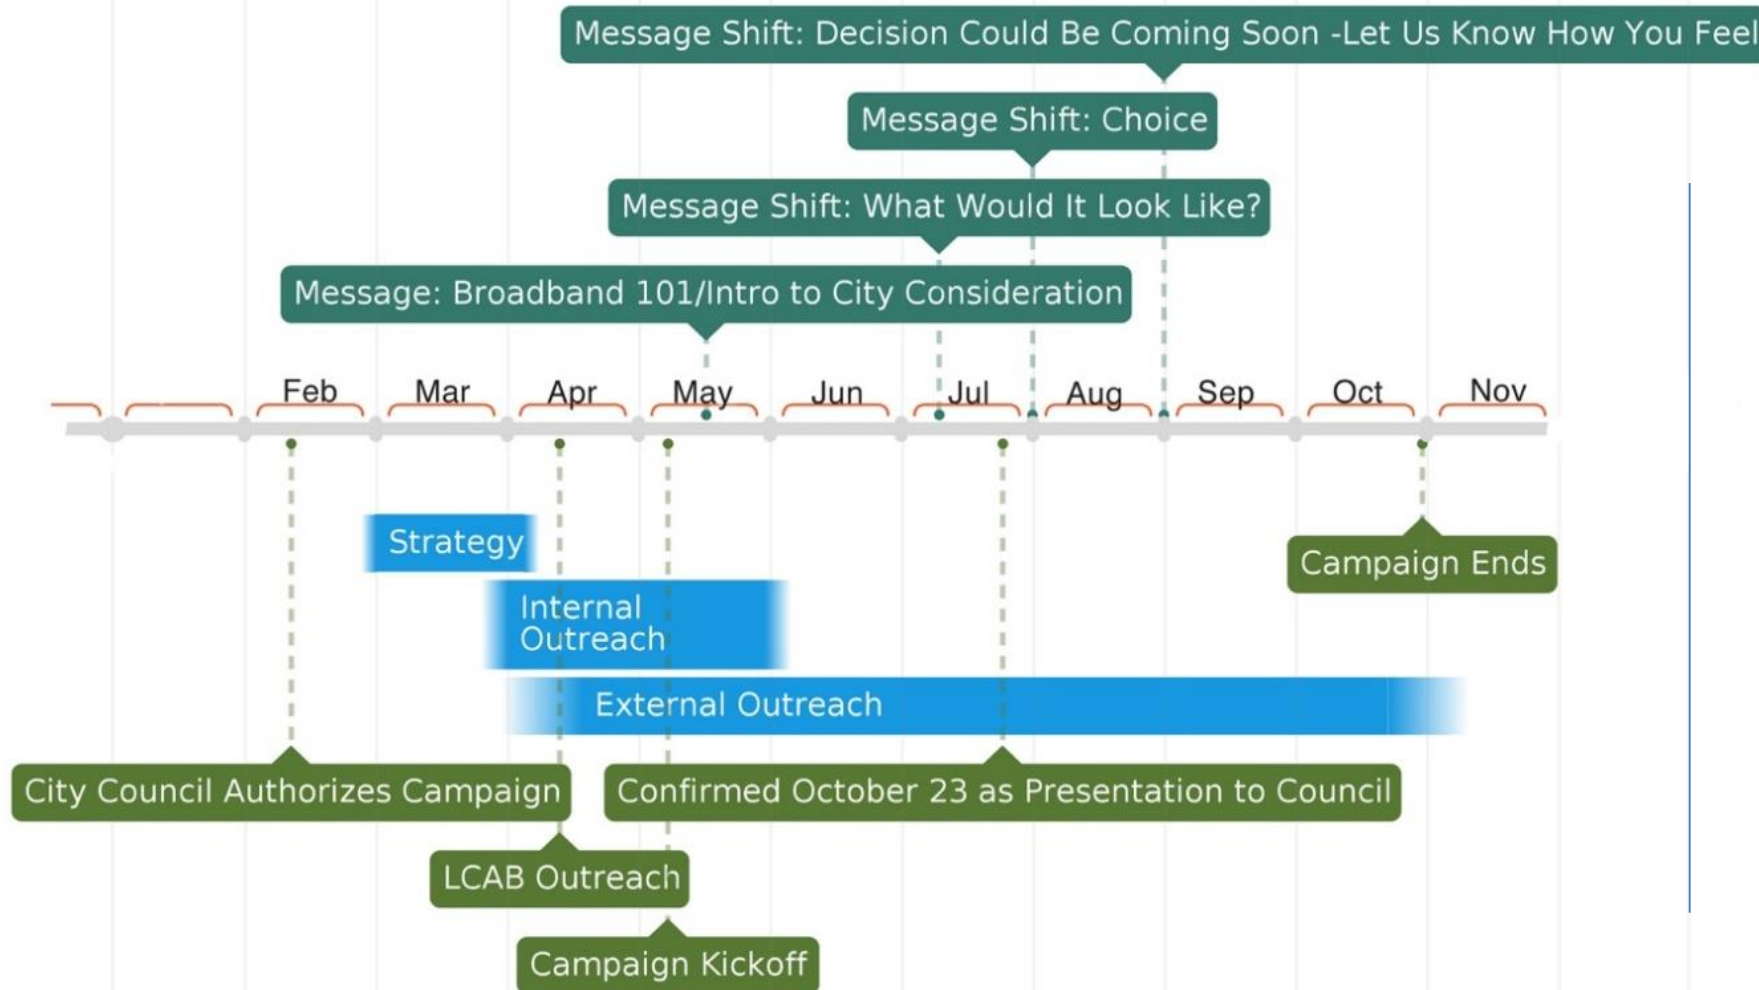 Message Shift: Decision Could Be Coming Soon -Let Us Know How You Feel
Message Shift: Choice
Message Shift: What Would It Look Like?
Message: Broadband 101/Intro to City Consideration
Feb Mar Apr May Jun Jul Aug Sep Oct Nov
Strategy
Campaign Ends
Internal
Outreach
External Outreach
City Council Authorizes Campaign
Confirmed October 23 as Presentation to Council
LCAB Outreach
Campaign Kickoff